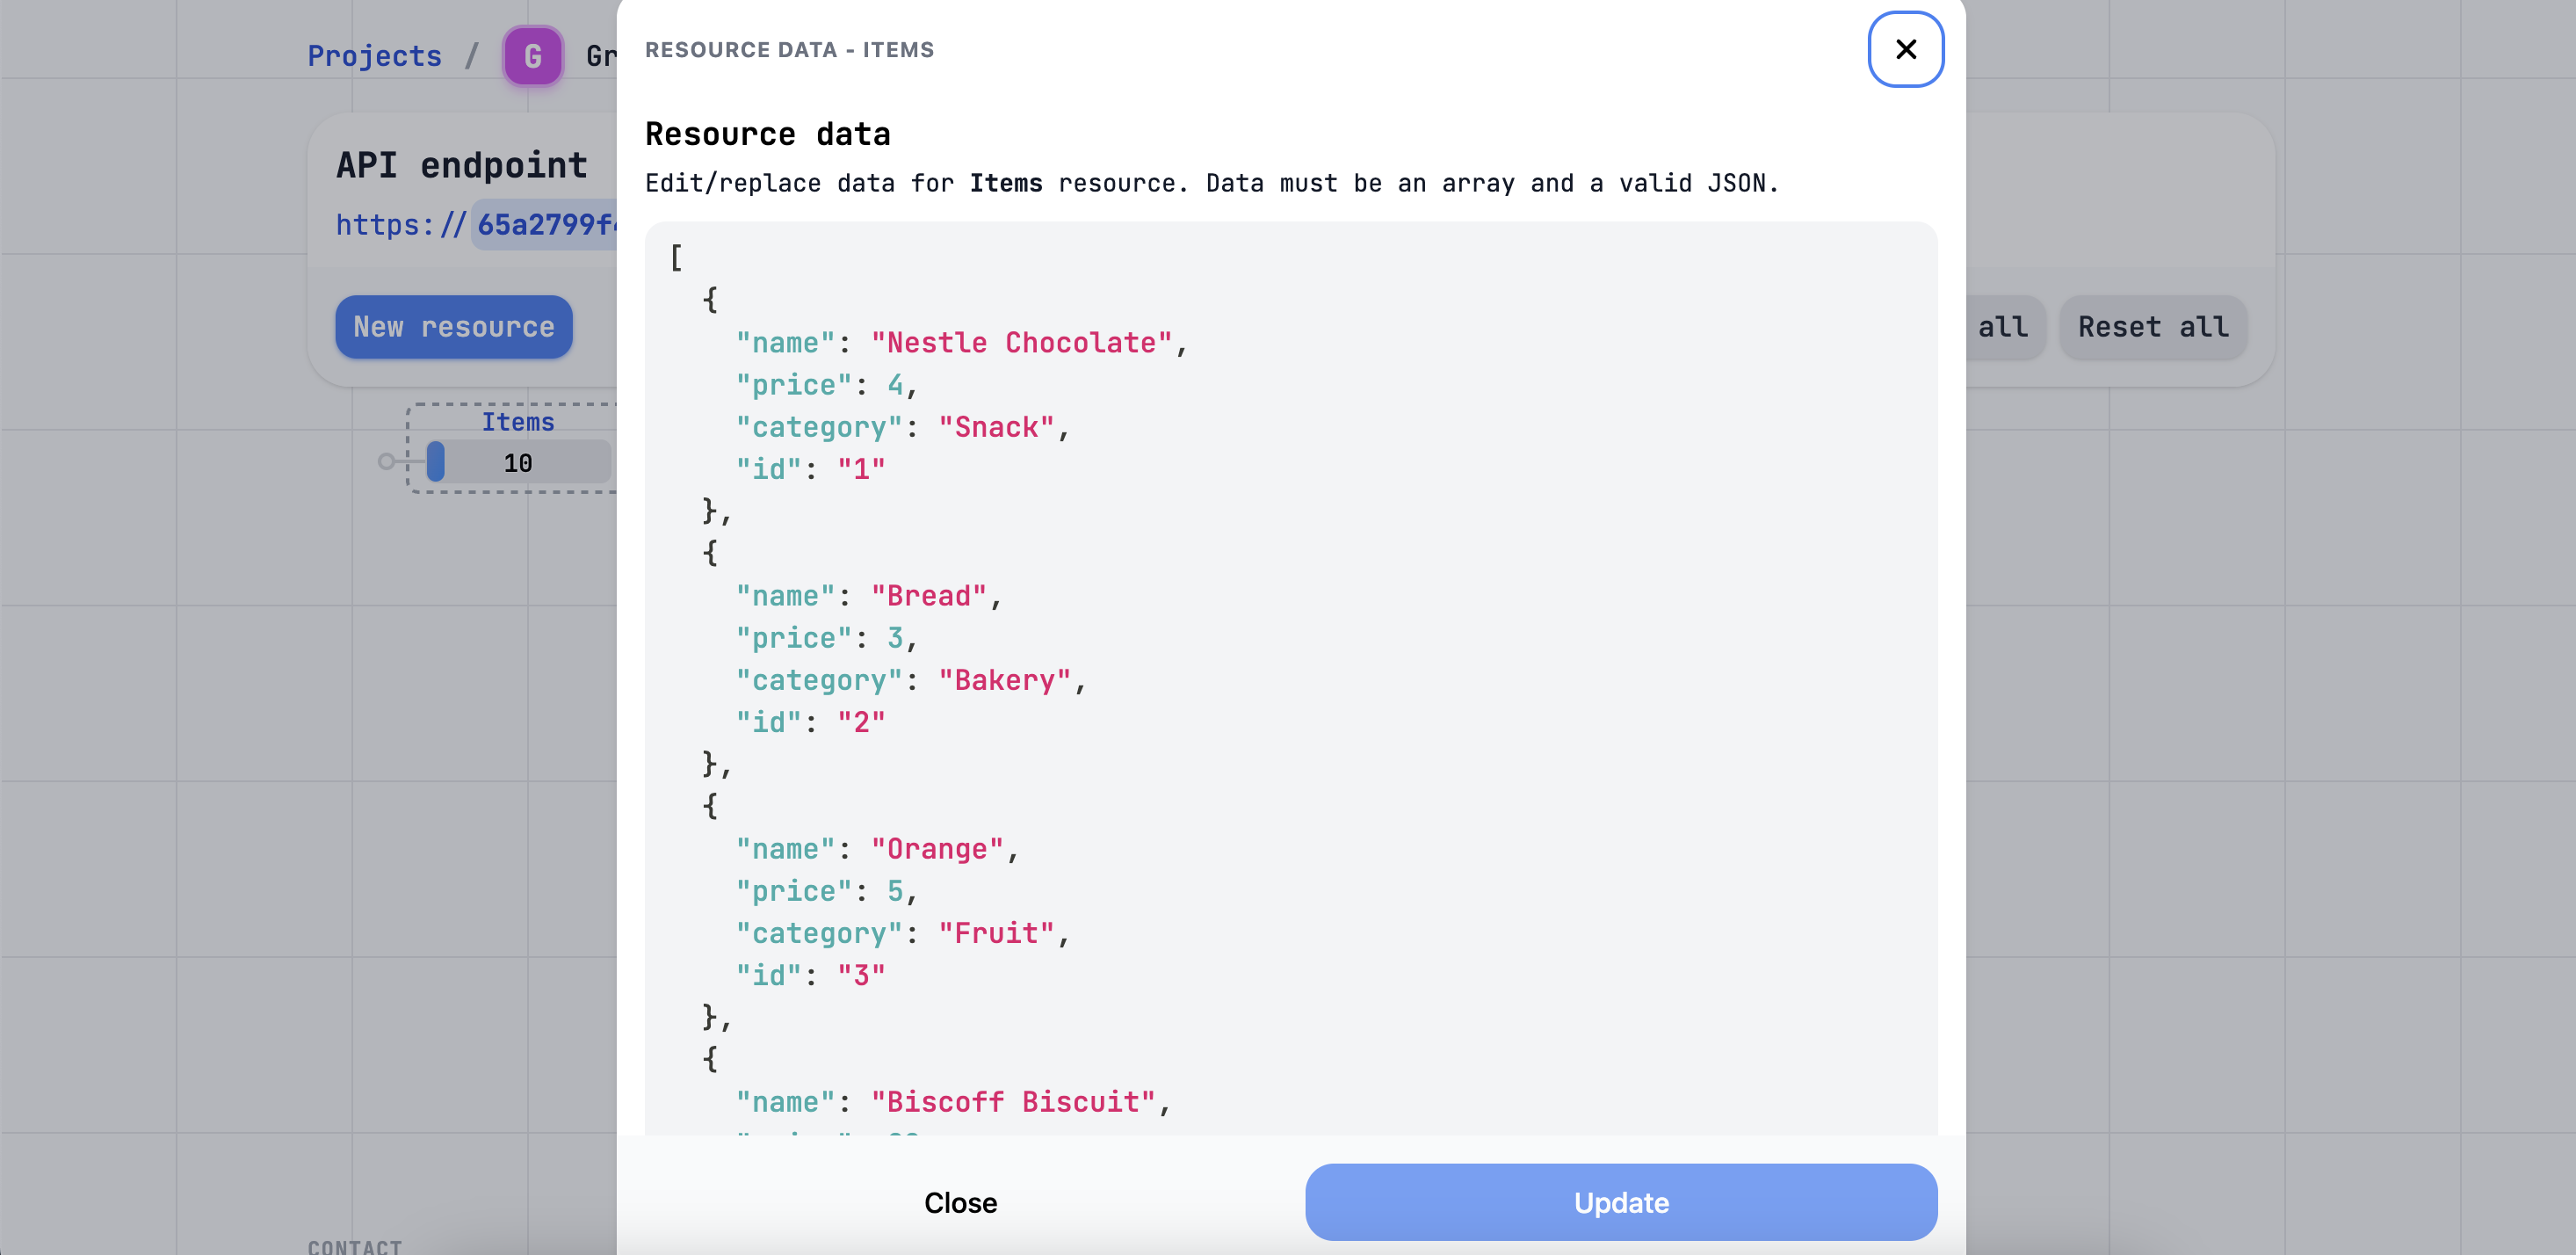 Projects / G Gr
API endpoint
https://65a2799f
New resource
all
Reset all
Items
10
CONTACT
RESOURCE DATA - ITEMS
Resource data
Edit/replace data for Items resource. Data must be an array and a valid JSON.
[
{
"name": "Nestle Chocolate",
"price": 4,
"category": "Snack",
"id": "1"
},
{
"name": "Bread",
"price": 3,
"category": "Bakery",
"id": "2"
},
{
"name": "Orange",
"price": 5,
"category": "Fruit",
"id": "3"
},
{
"name": "Biscoff Biscuit",
Close
Update